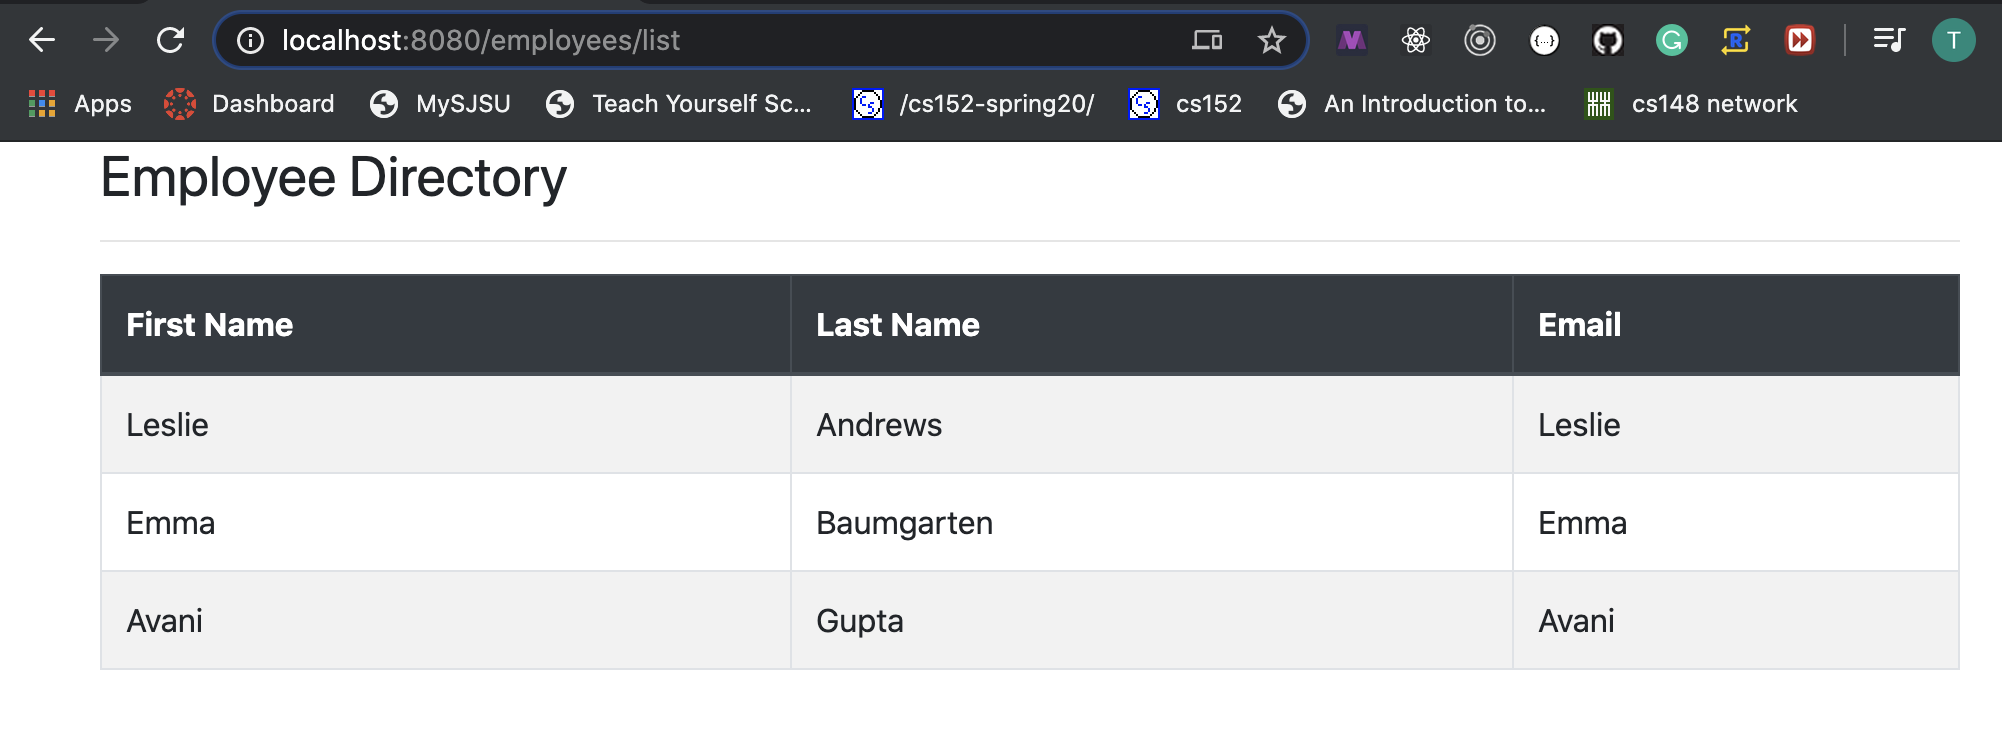 localhost:8080/employees/list
T
Apps Dashboard MySJSU Teach Yourself Sc... /cs152-spring20/ cs152 An Introduction to... cs148 network
Employee Directory
First Name Last Name Email
Leslie Andrews Leslie
Emma Baumgarten Emma
Avani Gupta Avani